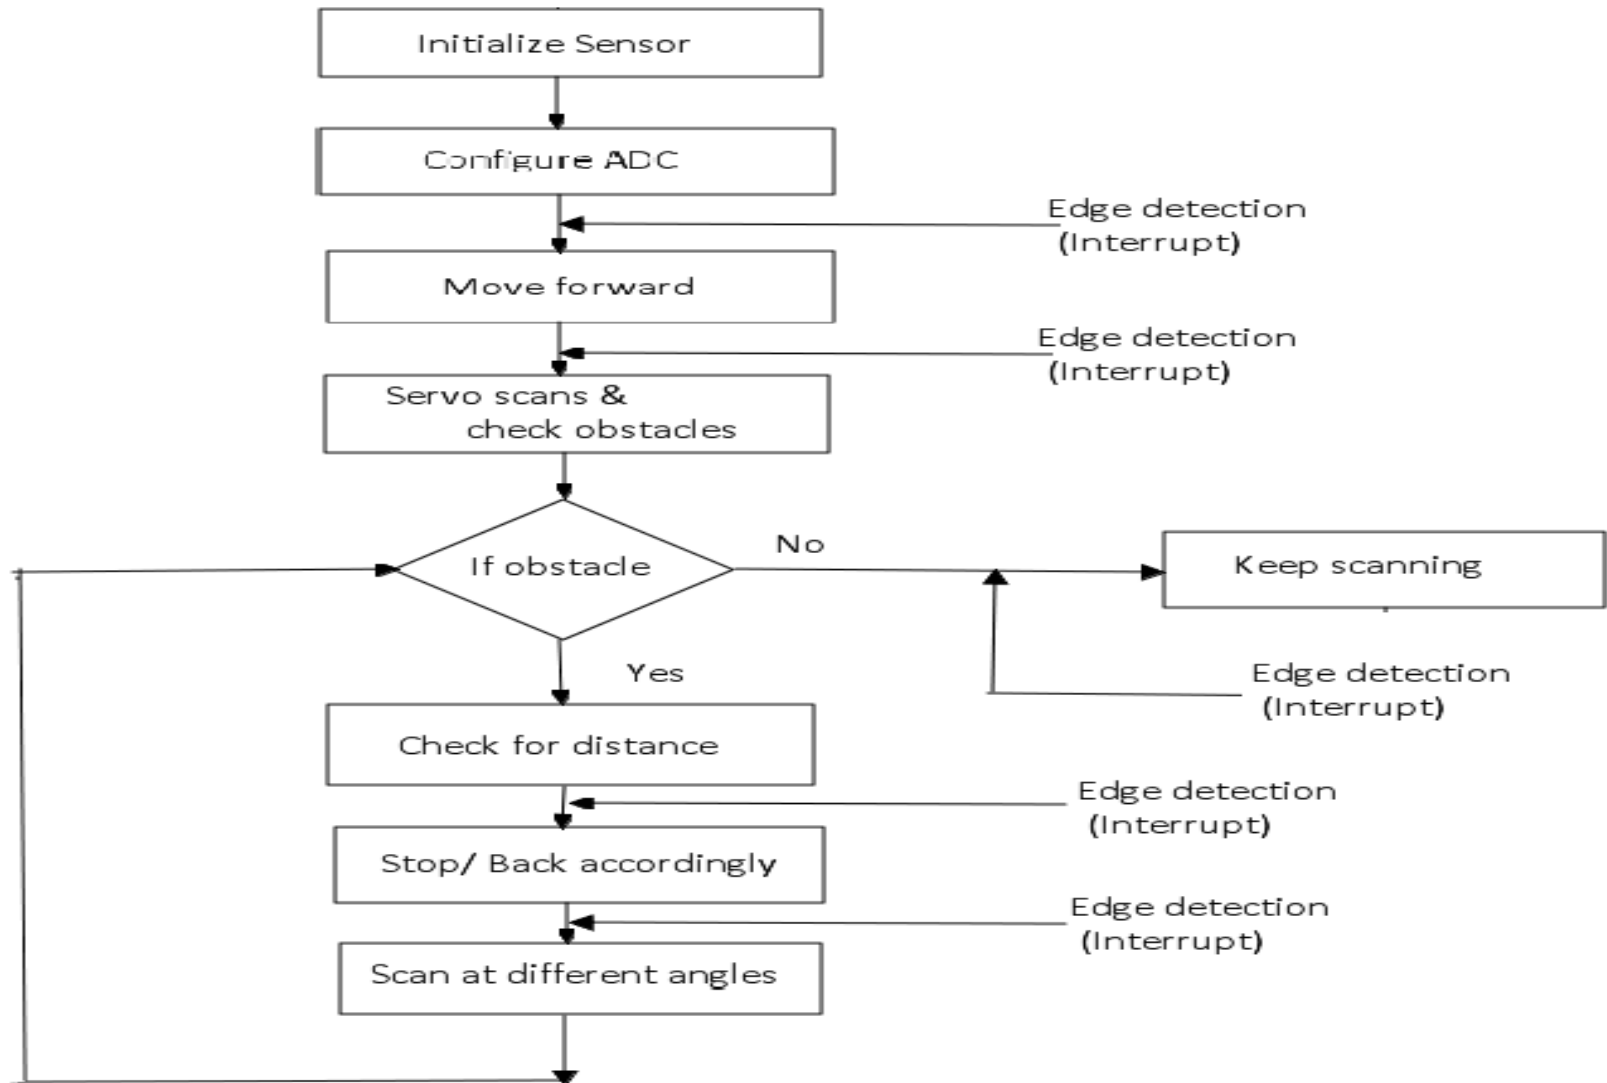 Initialize Sensor
Configure ADC
Edge detection
(Interrupt)
Move forward
Edge detection
(Interrupt)
Servo scans &
check obstacles
No
If obstacle
Keep scanning
Yes
Edge detection
(Interrupt)
Check for distance
Edge detection
(Interrupt)
Stop/ Back accordingly
Edge detection
(Interrupt)
Scan at different angles